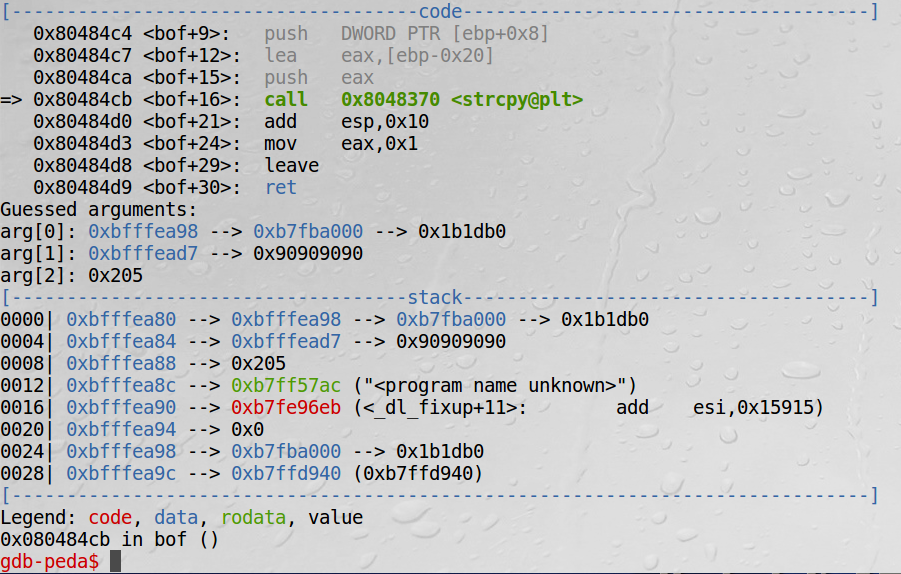 [-------------------------------------code-------------------------------------]
   0x80484c4 <bof+9>:	push   DWORD PTR [ebp+0x8]
   0x80484c7 <bof+12>:	lea    eax,[ebp-0x20]
   0x80484ca <bof+15>:	push   eax
=> 0x80484cb <bof+16>:	call   0x8048370 <strcpy@plt>
   0x80484d0 <bof+21>:	add    esp,0x10
   0x80484d3 <bof+24>:	mov    eax,0x1
   0x80484d8 <bof+29>:	leave
   0x80484d9 <bof+30>:	ret
Guessed arguments:
arg[0]: 0xbfffea98 --> 0xb7fba000 --> 0x1b1db0
arg[1]: 0xbfffead7 --> 0x90909090
arg[2]: 0x205
[------------------------------------stack-------------------------------------]
0000| 0xbfffea80 --> 0xbfffea98 --> 0xb7fba000 --> 0x1b1db0
0004| 0xbfffea84 --> 0xbfffead7 --> 0x90909090
0008| 0xbfffea88 --> 0x205
0012| 0xbfffea8c --> 0xb7ff57ac ("<program name unknown>")
0016| 0xbfffea90 --> 0xb7fe96eb (<_dl_fixup+11>:	add    esi,0x15915)
0020| 0xbfffea94 --> 0x0
0024| 0xbfffea98 --> 0xb7fba000 --> 0x1b1db0
0028| 0xbfffea9c --> 0xb7ffd940 (0xb7ffd940)
[------------------------------------------------------------------------------]
Legend: code, data, rodata, value
0x080484cb in bof ()
gdb-peda$